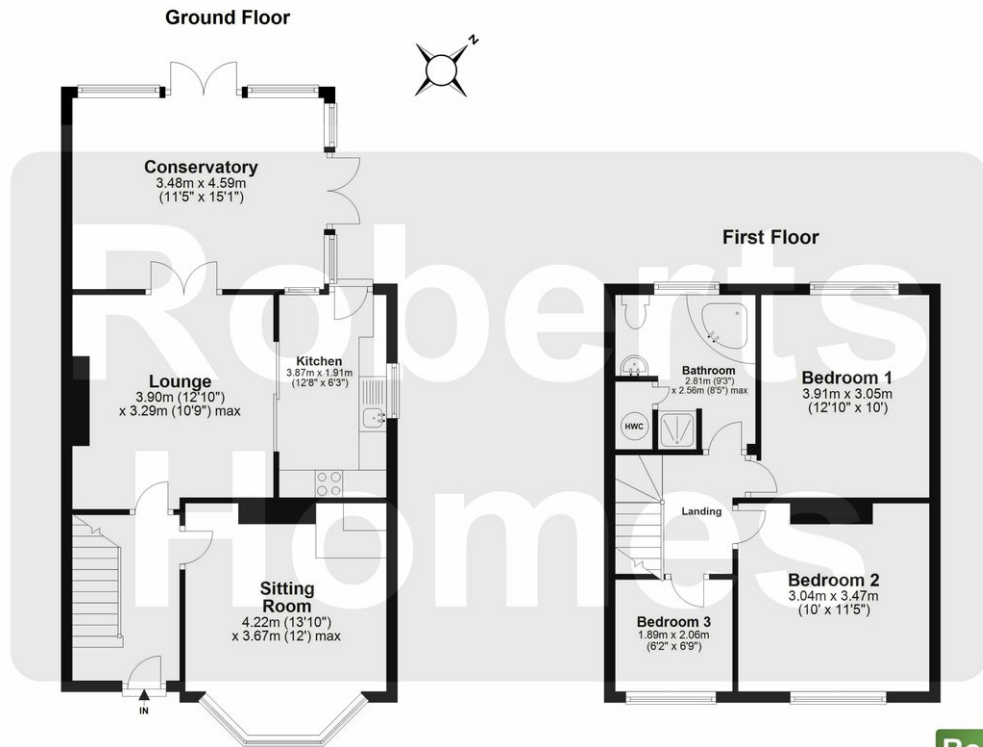 Ground Floor
N
Conservatory
3.48m x 4.59m
(11'5" x 15'1")
Lounge
3.90m (12'10")
x 3.29m (10'9") max
Kitchen
3.87m x 1.91m
(12'8" x 6'3")
Sitting
Room
4.22m (13'10")
x 3.67m (12') max
IN
First Floor
Bathroom
2.81m (9'3")
x 2.56m (8'5") max
HWC
Bedroom 1
3.91m x 3.05m
(12'10" x 10')
Landing
Bedroom 2
3.04m x 3.47m
(10' x 11'5")
Bedroom 3
1.89m x 2.06m
(6'2" x 6'9")
Roberts
Homes